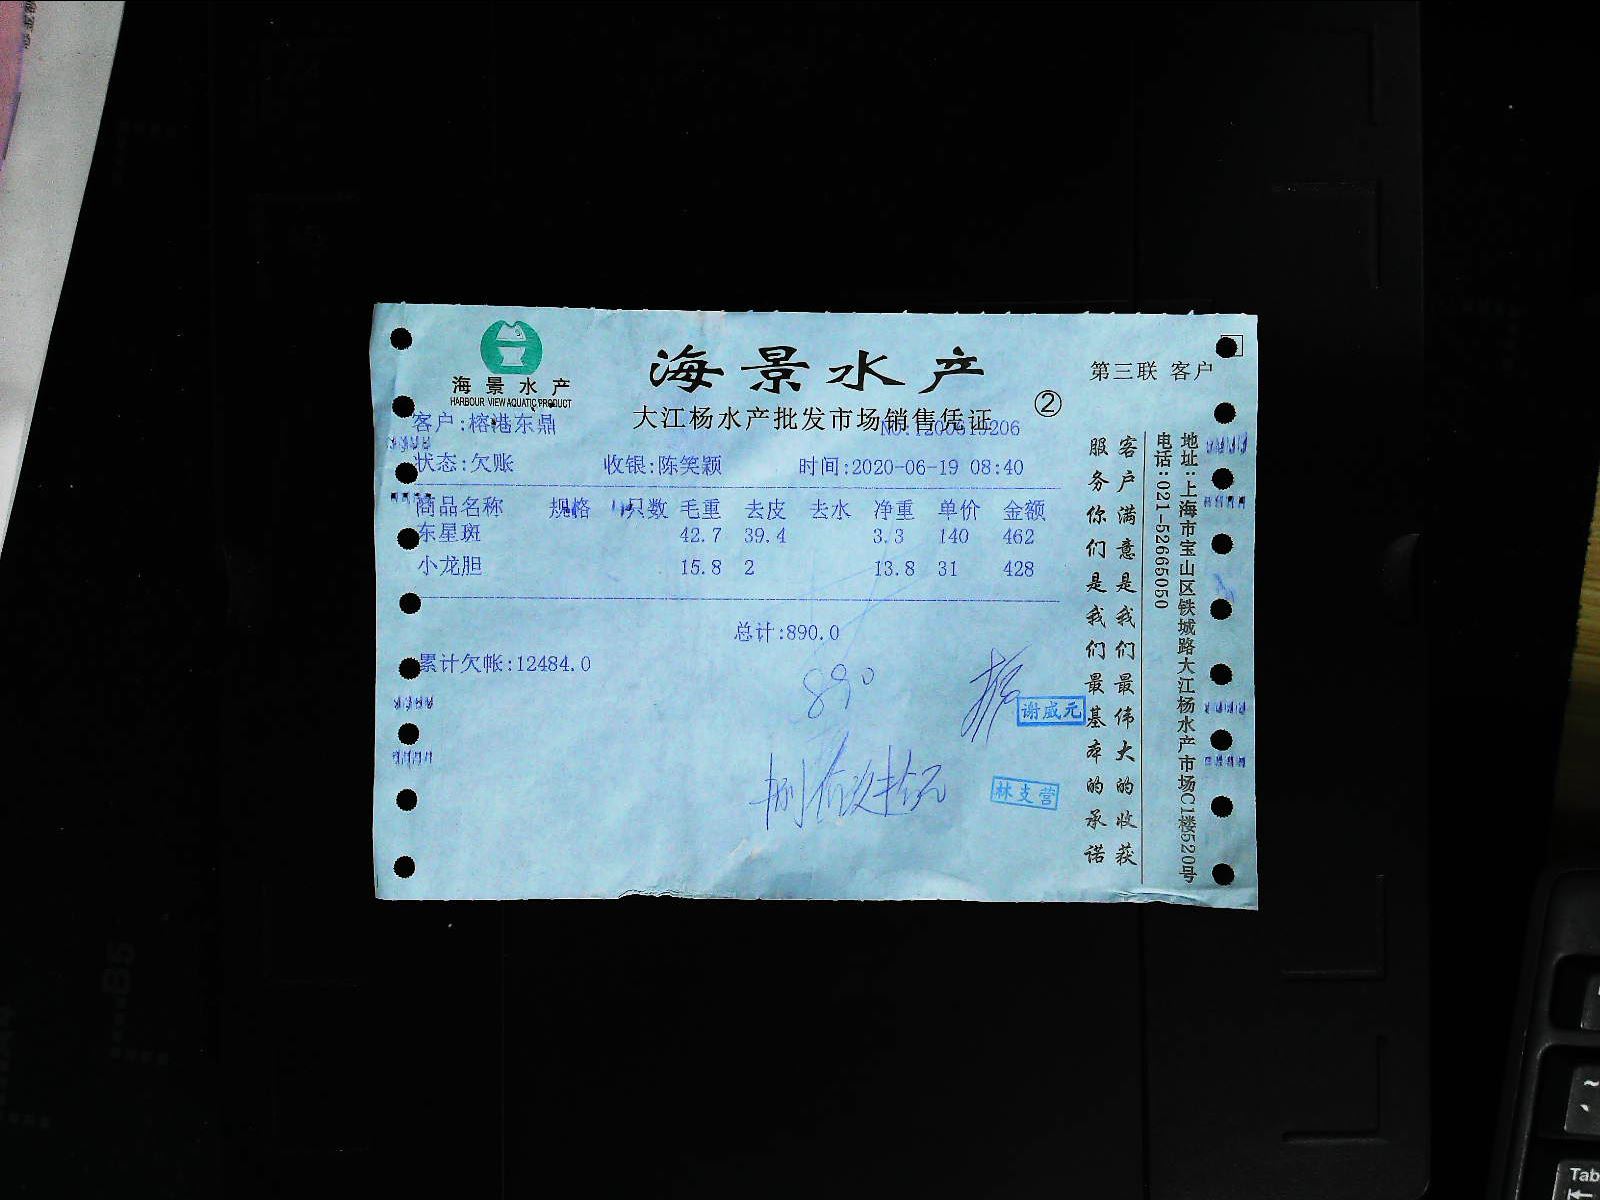 海景水产
HARBOUR VIEW AQUATIC PRODUCT
海景水产
大江杨水产批发市场销售凭证
②
第三联 客户
客户:榕港东鼎
状态:欠账 收银:陈笑颖 时间:2020-06-19 08:40
商品名称 规格 只数 毛重 去皮 去水 净重 单价 金额
东星斑 42.7 39.4 3.3 140 462
小龙胆 15.8 2 13.8 31 428
总计:890.0
累计欠帐:12484.0
890
捌佰玖拾元
谢威元
林支营
客户满意是我们最伟大的收获
服务你们是我们最基本的承诺
地址:上海市宝山区铁城路大江杨水产市场C1楼520号
电话:021-52665050
Tab